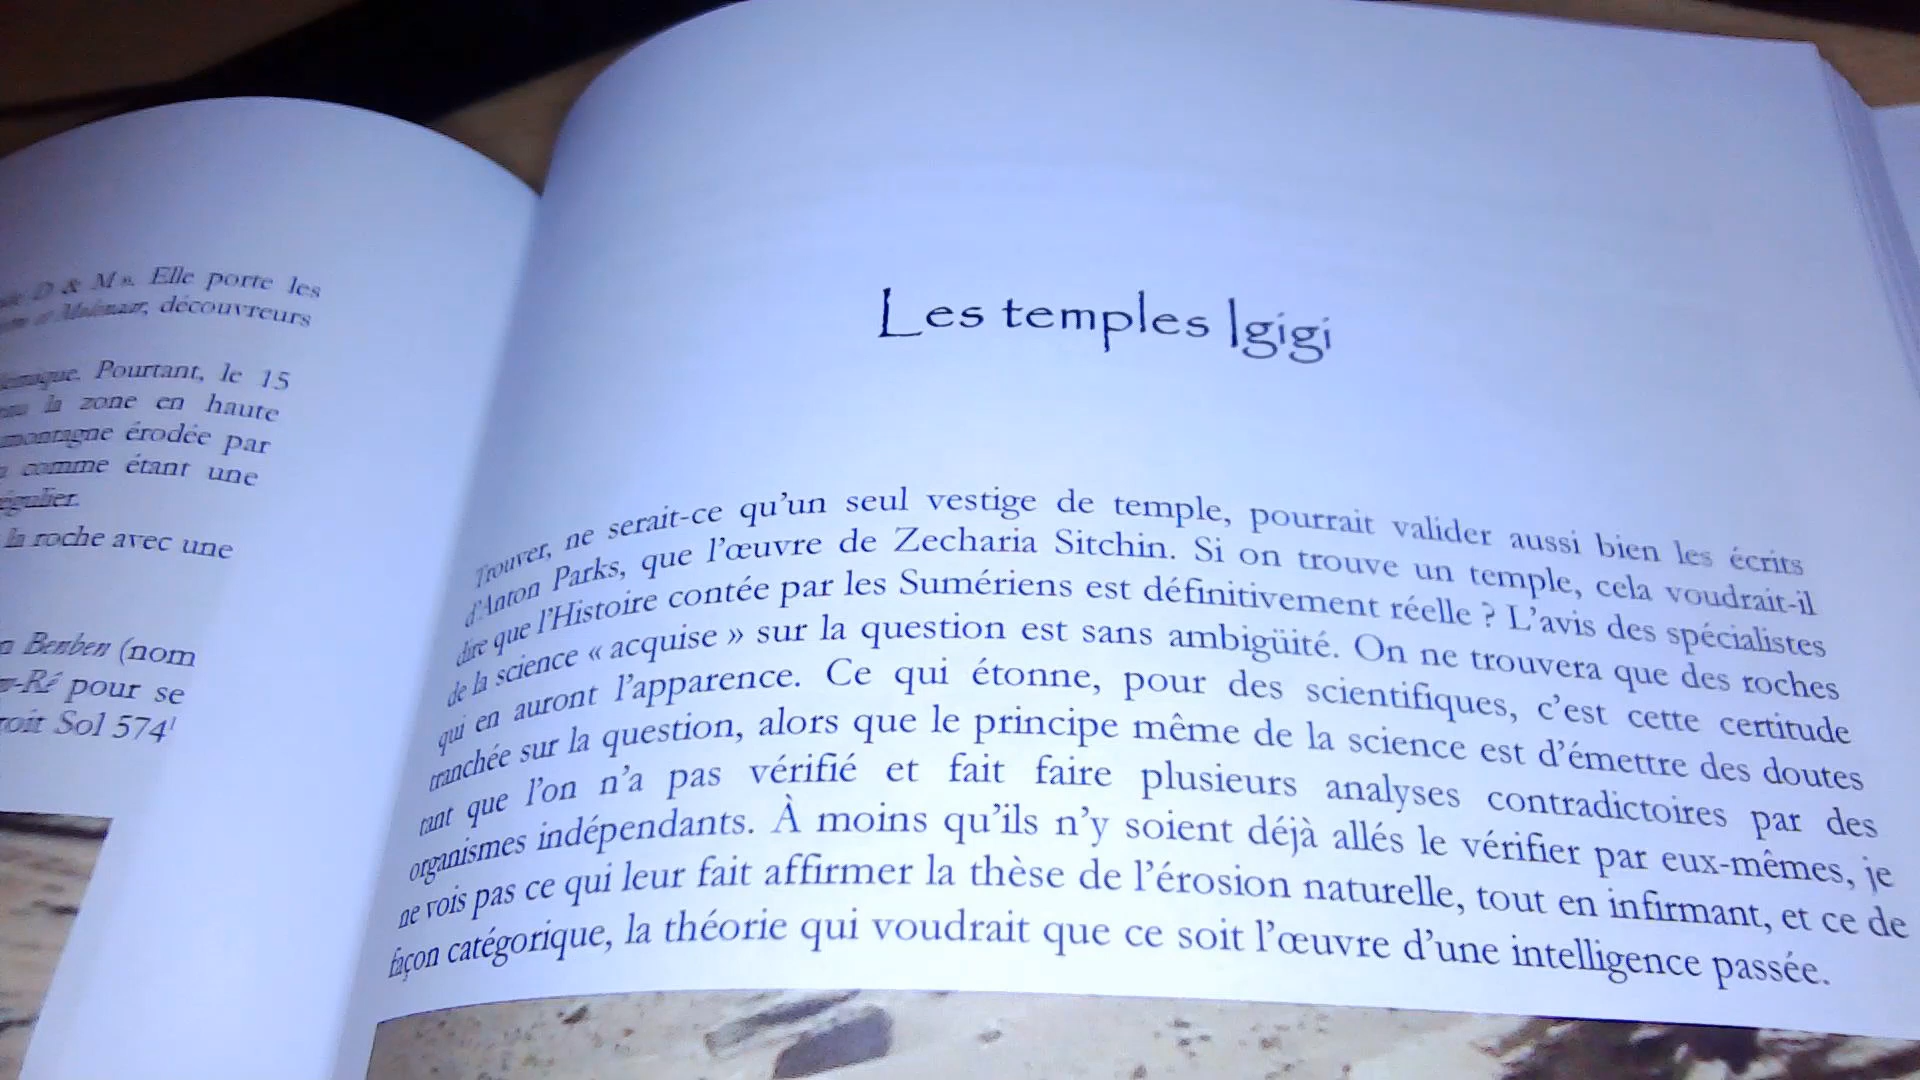 D & M ». Elle porte les
et Molenaar, découvreurs
Pourtant, le 15
la zone en haute
montagne érodée par
comme étant une
régulier.
la roche avec une
Benben (nom
-Ré pour se
Sol 574¹
Les temples Igigi
Trouver, ne serait-ce qu'un seul vestige de temple, pourrait valider aussi bien les écrits
d'Anton Parks, que l'œuvre de Zecharia Sitchin. Si on trouve un temple, cela voudrait-il
dire que l'Histoire contée par les Sumériens est définitivement réelle ? L'avis des spécialistes
de la science « acquise » sur la question est sans ambigüité. On ne trouvera que des roches
qui en auront l'apparence. Ce qui étonne, pour des scientifiques, c'est cette certitude
tranchée sur la question, alors que le principe même de la science est d'émettre des doutes
tant que l'on n'a pas vérifié et fait faire plusieurs analyses contradictoires par des
organismes indépendants. À moins qu'ils n'y soient déjà allés le vérifier par eux-mêmes, je
ne vois pas ce qui leur fait affirmer la thèse de l'érosion naturelle, tout en infirmant, et ce de
façon catégorique, la théorie qui voudrait que ce soit l'œuvre d'une intelligence passée.